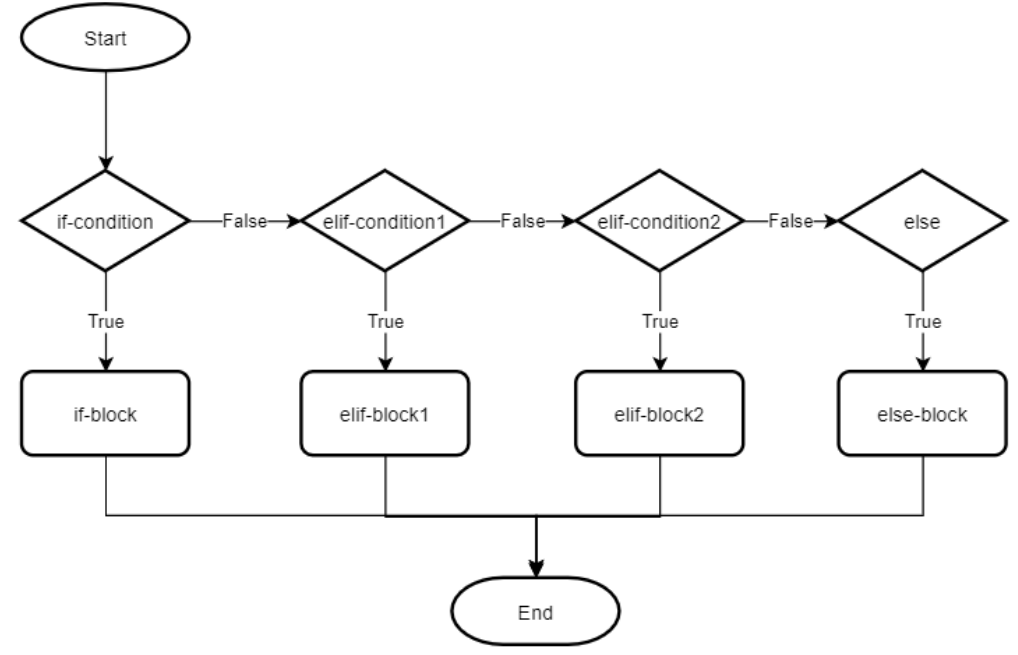 Start
if-condition
False
elif-condition1
False
elif-condition2
False
else
True
True
True
True
if-block
elif-block1
elif-block2
else-block
End